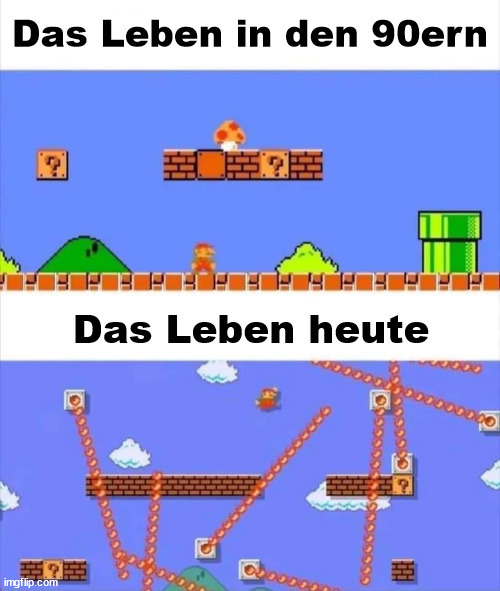 Das Leben in den 90ern
? ?
Das Leben heute
?
?
imgflip.com